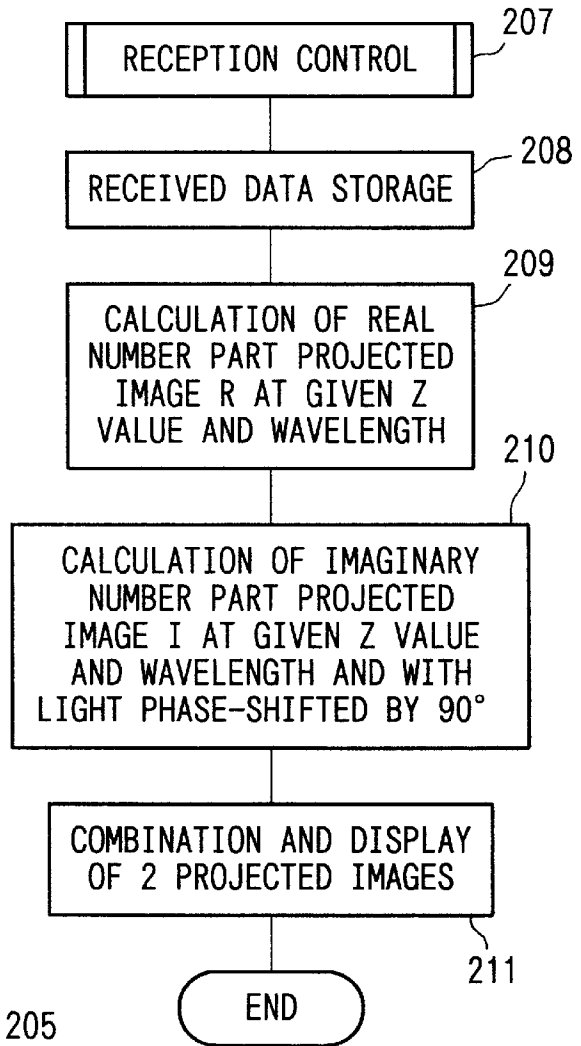 207
RECEPTION CONTROL
208
RECEIVED DATA STORAGE
209
CALCULATION OF REAL
NUMBER PART PROJECTED
IMAGE R AT GIVEN Z
VALUE AND WAVELENGTH
210
CALCULATION OF IMAGINARY
NUMBER PART PROJECTED
IMAGE I AT GIVEN Z VALUE
AND WAVELENGTH AND WITH
LIGHT PHASE-SHIFTED BY 90°
COMBINATION AND DISPLAY
OF 2 PROJECTED IMAGES
211
END
205